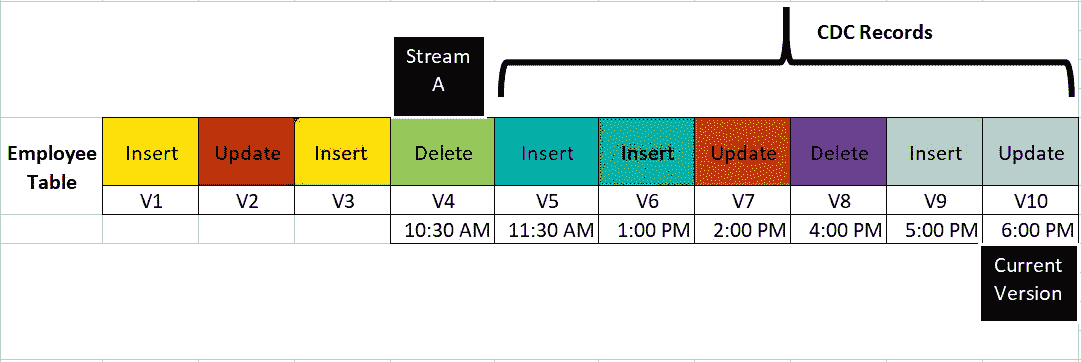 CDC Records
Stream
A
Employee
Table
Insert Update Insert Delete Insert Insert Update Delete Insert Update
V1 V2 V3 V4 V5 V6 V7 V8 V9 V10
10:30 AM 11:30 AM 1:00 PM 2:00 PM 4:00 PM 5:00 PM 6:00 PM
Current
Version